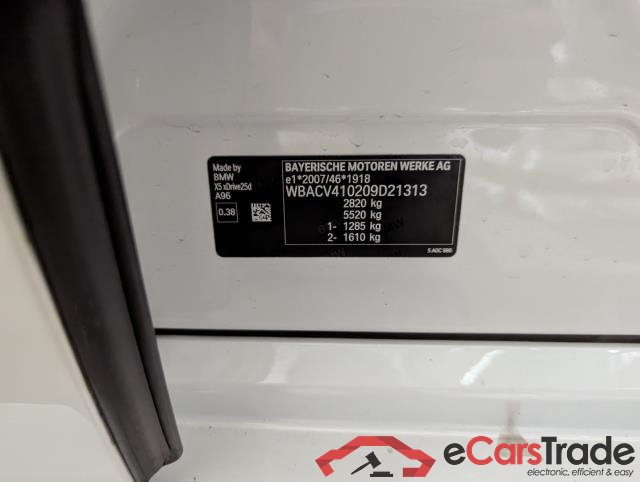 Made by
BMW
X5 xDrive25d
A96
0.38
BAYERISCHE MOTOREN WERKE AG
e1*2007/46*1918
WBACV410209D21313
2820 kg
5520 kg
1- 1285 kg
2- 1610 kg
eCarsTrade
electronic, efficient & easy